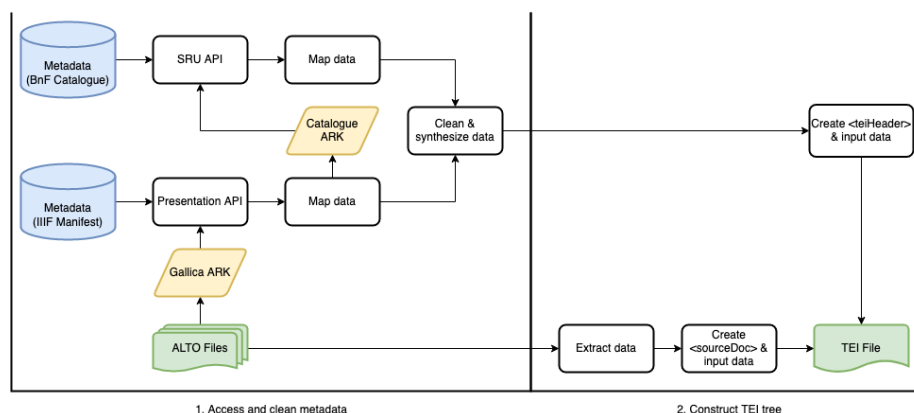 Metadata
(BnF Catalogue)
SRU API
Map data
Catalogue
ARK
Clean &
synthesize data
Create <teiHeader>
& input data
Metadata
(IIIF Manifest)
Presentation API
Map data
Gallica ARK
ALTO Files
Extract data
Create
<sourceDoc> &
input data
TEI File
1. Access and clean metadata
2. Construct TEI tree